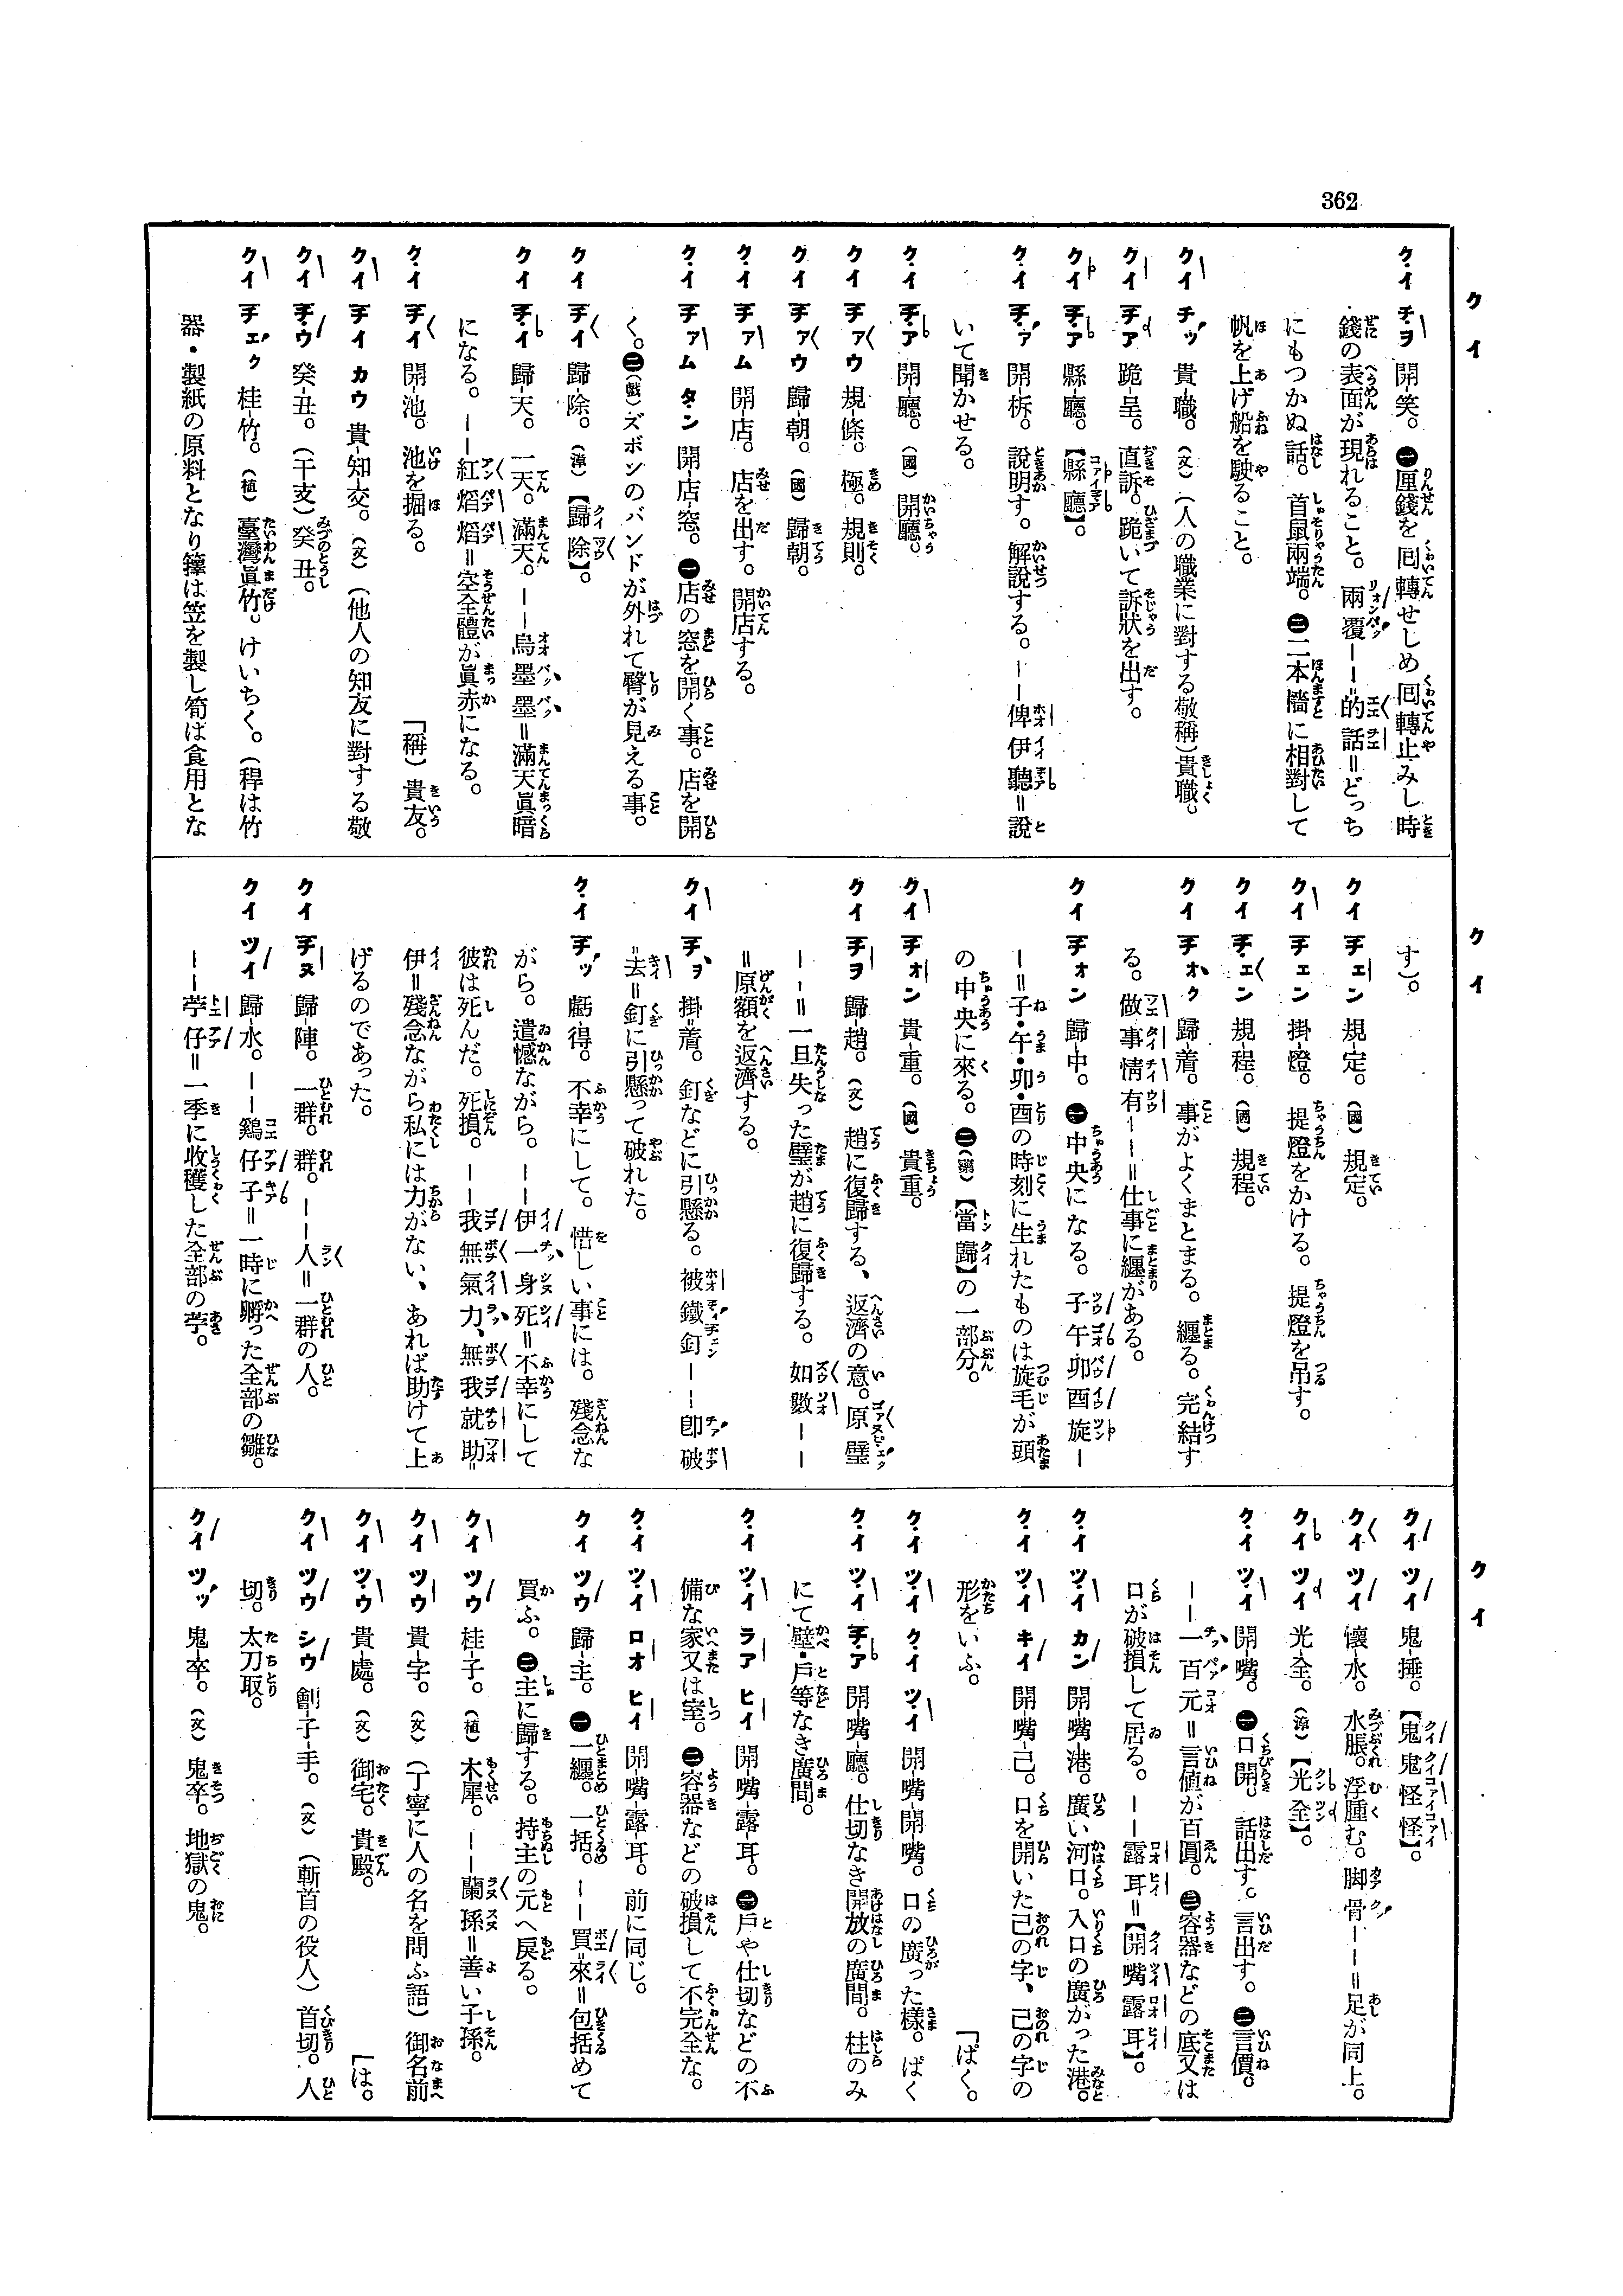 362
クイ
クイ
クイ
クイ チヲ 開-笑。㊀厘錢を囘轉せしめ囘轉止みし時
錢の表面が現れること。兩覆ーー=的話=どっち
にもつかぬ話。首鼠兩端。㊁二本檣に相對して
帆を上げ船を駛ること。
クイ チッ 貴-職。(文)(人の職業に對する敬稱)貴職。
クイ チァ 跪-呈。直訴。跪いて訴狀を出す。
クイ チァ 縣-廳。【縣廳】。
クイ チァ 開-拆。說明す。解說する。ーー俾伊聽=說
いて聞かせる。
クイ チァ 開-廳。(國)開廳。
クイ チァウ 規-條。極。規則。
クイ チァウ 歸-朝。(國)歸朝。
クイ チァム 開-店。店を出す。開店する。
クイ チァム タン 開-店-窓。㊀店の窓を開く事。店を開
く。㊁(戲)ズボンのバンドが外れて臀が見える事。
クイ チイ 歸-除。(漳)【歸除】。
クイ チイ 歸-天。一天。滿天。ーー烏墨墨=滿天眞暗
になる。ーー紅熖熖=空全體が眞赤になる。
クイ チイ 開-池。池を掘る。「稱)貴友。
クイ チイ カウ 貴-知-交。(文)(他人の知友に對する敬
クイ チウ 癸-丑。(干支)癸丑。
クイ チェク 桂-竹。(植)臺灣眞竹。けいちく。(稈は竹
器・製紙の原料となり籜は笠を製し筍は食用とな
す)。
クイ チェン 規-定。(國)規定。
クイ チェン 掛-燈。提燈をかける。提燈を吊す。
クイ チェン 規-程。(國)規程。
クイ チォク 歸-着。事がよくまとまる。纒る。完結す
る。做事情有ーー=仕事に纒がある。
クイ チォン 歸-中。㊀中央になる。子午卯酉旋ー
ー=子・午・卯・酉の時刻に生れたものは旋毛が頭
の中央に來る。㊁(藥)【當歸】の一部分。
クイ チォン 貴-重。(國)貴重。
クイ チヲ 歸-趙。(文)趙に復歸する、返濟の意。原璧
ーー=一旦失った璧が趙に復歸する。如數ーー
=原額を返濟する。
クイ チヲ 掛=着。釘などに引懸る。被鐵釘ーー卽破
=去=釘に引懸って破れた。
クイ チッ 虧-得。不幸にして。惜しい事には。殘念な
がら。遺憾ながら。ーー伊一身死=不幸にして
彼は死んだ。死損。ーー我無氣力、無我就助=
伊=殘念ながら私には力がない、あれば助けて上
げるのであった。
クイ チヌ 歸-陣。一群。群。ーー人=一群の人。
クイ ツイ 歸-水。ーー鷄仔子=一時に孵った全部の雛。
ーー苧仔=一季に收穫した全部の苧。
クイ ツイ 鬼-捶。【鬼鬼怪怪】。
クイ ツイ 懷-水。水脹。浮腫む。脚骨ーー=足が同上。
クイ ツイ 光-全。(漳)【光全】。
クイ ツイ 開-嘴。㊀口開。話出す。言出す。㊁言價。
ーー一百元=言値が百圓。㊂容器などの底又は
口が破損して居る。ーー露耳=【開嘴露耳】。
クイ ツイ カン 開-嘴-港。廣い河口。入口の廣がった港。
クイ ツイ キイ 開-嘴-己。口を開いた己の字、己の字の
形をいふ。「ぱく。
クイ ツイ クイ ツイ 開-嘴-開-嘴。口の廣った樣。ぱく
クイ ツイ チァ 開-嘴-廳。仕切なき開放の廣間。柱のみ
にて壁・戶等なき廣間。
クイ ツイ ラア ヒイ 開-嘴-露-耳。㊀戶や仕切などの不
備な家又は室。㊁容器などの破損して不完全な。
クイ ツイ ロオ ヒイ 開-嘴-露-耳。前に同じ。
クイ ツウ 歸-主。㊀一纒。一括。ーー買來=包括めて
買ふ。㊁主に歸する。持主の元へ戾る。
クイ ツウ 桂-子。(植)木犀。ーー蘭孫=善い子孫。
クイ ツウ 貴-字。(文)(丁寧に人の名を問ふ語)御名前
クイ ツウ 貴-處。(文)御宅。貴殿。「は。
クイ ツウ シウ 劊-子-手。(文)(斬首の役人)首切。人
切。太刀取。
クイ ツッ 鬼-卒。(文)鬼卒。地獄の鬼。